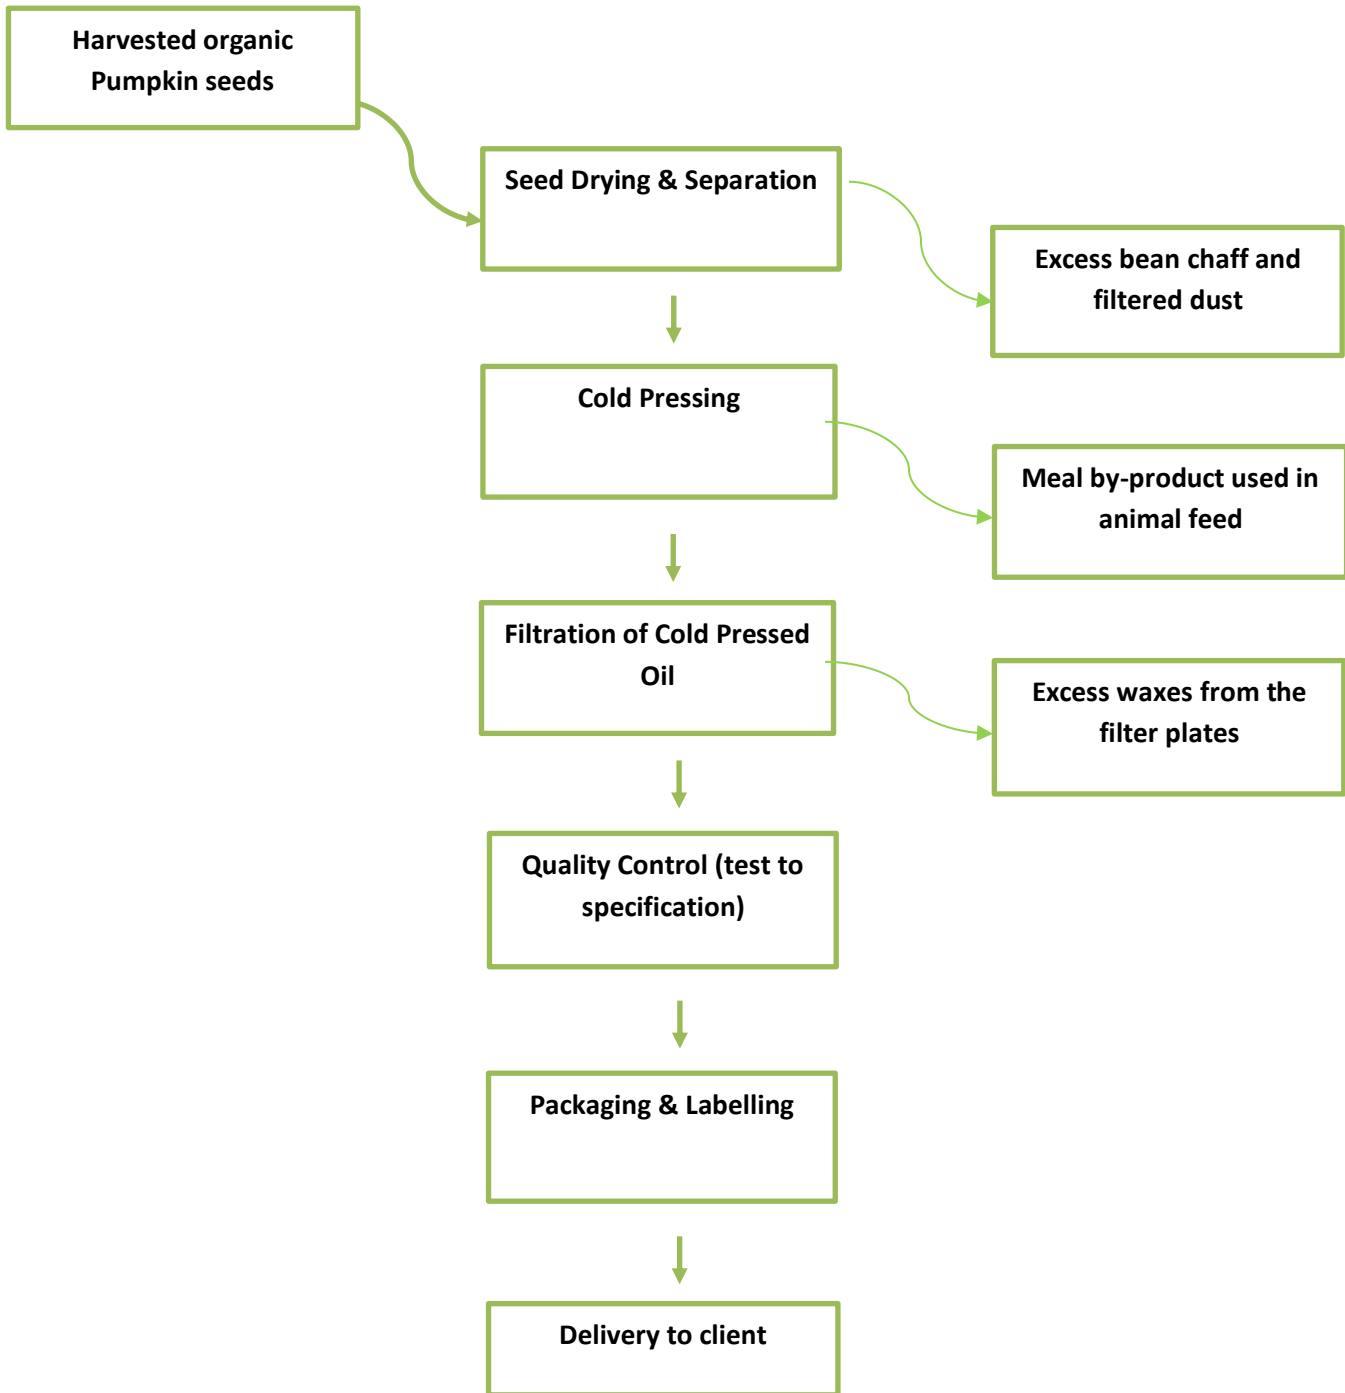 Harvested organic
Pumpkin seeds
Seed Drying & Separation
Excess bean chaff and
filtered dust
Cold Pressing
Meal by-product used in
animal feed
Filtration of Cold Pressed
Oil
Excess waxes from the
filter plates
Quality Control (test to
specification)
Packaging & Labelling
Delivery to client